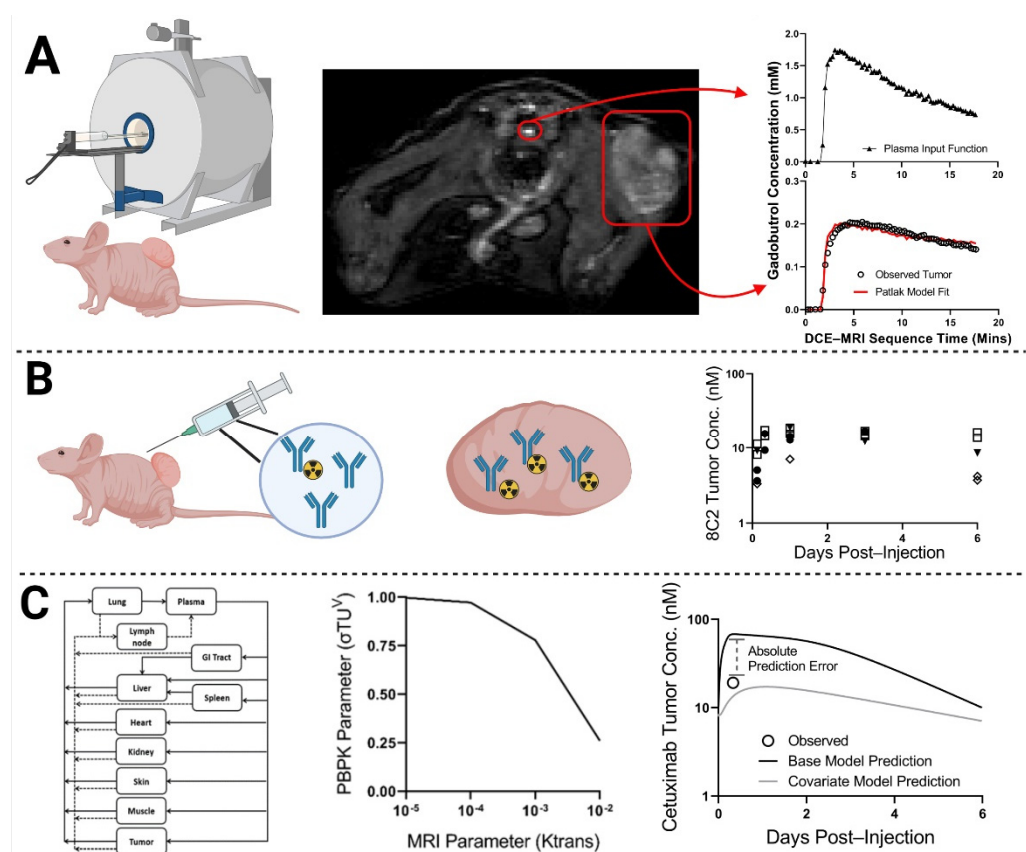 A
Gadobutrol Concentration (mM)
2.0
1.5
1.0
0.5
0.0
Plasma Input Function
0 5 10 15 20
0.3
0.2
0.1
0.0
Observed Tumor
Patlak Model Fit
0 5 10 15 20
DCE–MRI Sequence Time (Mins)
B
8C2 Tumor Conc. (nM)
100
10
1
0 2 4 6
Days Post–Injection
C
Lung
Plasma
Lymph
node
GI Tract
Liver
Spleen
Heart
Kidney
Skin
Muscle
Tumor
PBPK Parameter (σTUⱽ)
1.00
0.75
0.50
0.25
0.00
10⁻⁵ 10⁻⁴ 10⁻³ 10⁻²
MRI Parameter (Ktrans)
Cetuximab Tumor Conc. (nM)
100
10
1
Absolute
Prediction Error
Observed
Base Model Prediction
Covariate Model Prediction
0 2 4 6
Days Post–Injection